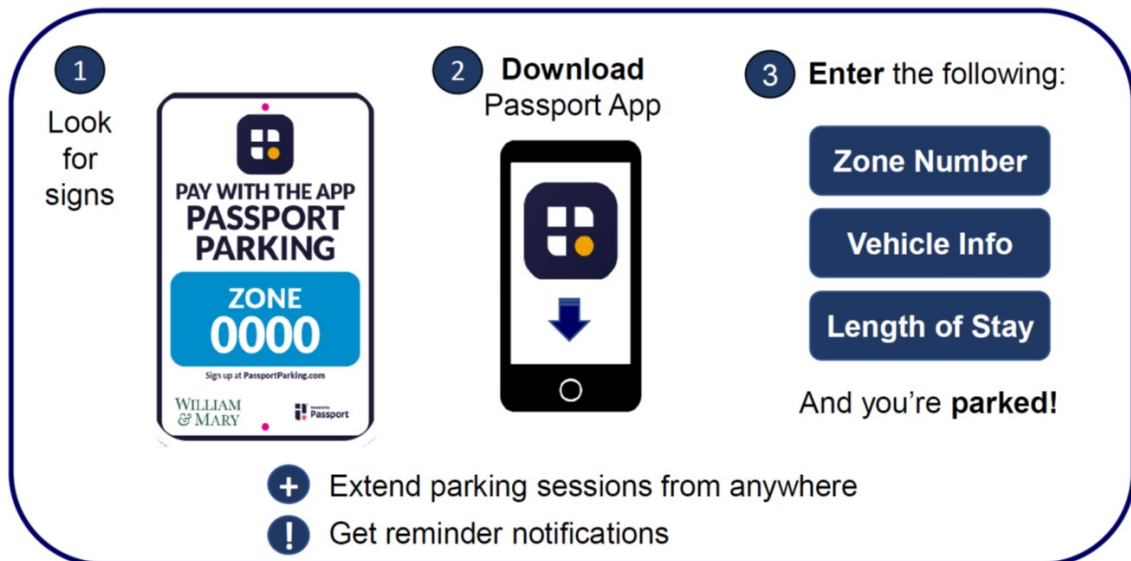 1
Look
for
signs
PAY WITH THE APP
PASSPORT
PARKING
ZONE
0000
Sign up at PassportParking.com
WILLIAM
& MARY
Powered by
Passport
2 Download
Passport App
3 Enter the following:
Zone Number
Vehicle Info
Length of Stay
And you're parked!
+ Extend parking sessions from anywhere
! Get reminder notifications